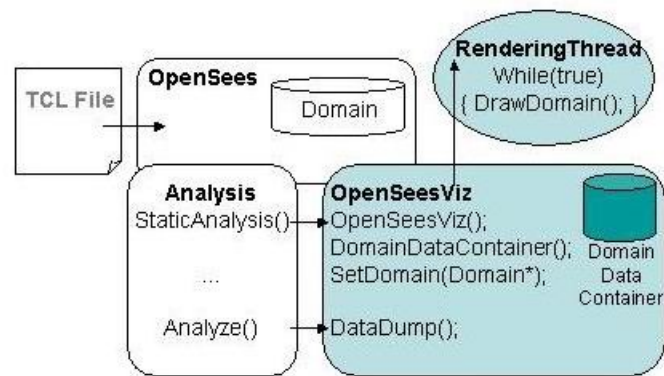 RenderingThread
While(true)
{ DrawDomain(); }
OpenSees
TCL File
Domain
Analysis
StaticAnalysis()
...
Analyze()
OpenSeesViz
OpenSeesViz();
DomainDataContainer();
SetDomain(Domain*);
DataDump();
Domain
Data
Container